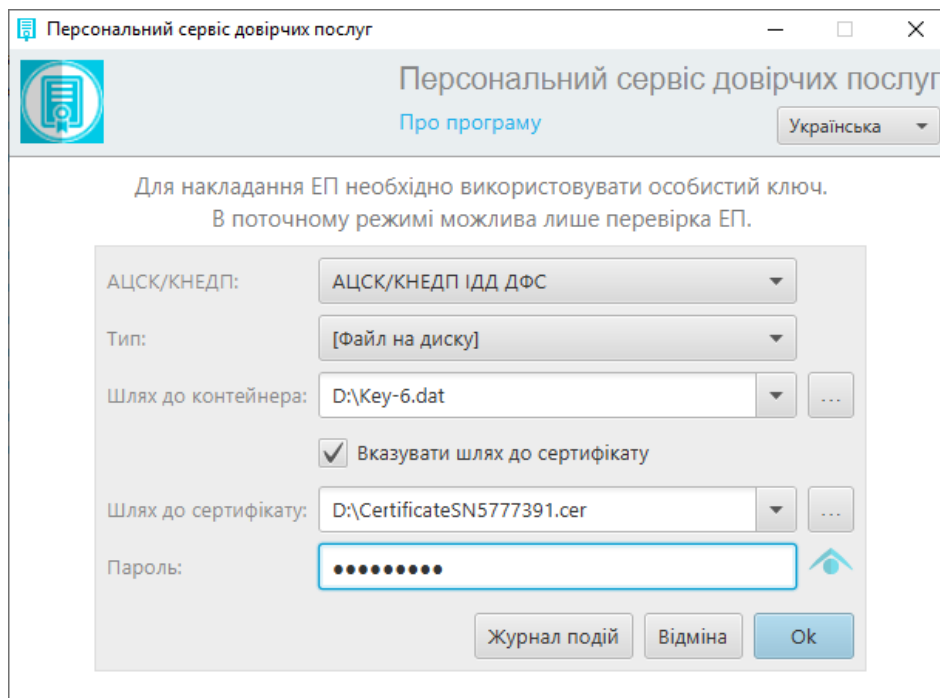 Персональний сервіс довірчих послуг
Персональний сервіс довірчих послуг
Про програму
Українська
Для накладання ЕП необхідно використовувати особистий ключ.
В поточному режимі можлива лише перевірка ЕП.
АЦСК/КНЕДП: АЦСК/КНЕДП ІДД ДФС
Тип: [Файл на диску]
Шлях до контейнера: D:\Key-6.dat ...
Вказувати шлях до сертифікату
Шлях до сертифікату: D:\CertificateSN5777391.cer ...
Пароль: •••••••••
Журнал подій Відміна Ok